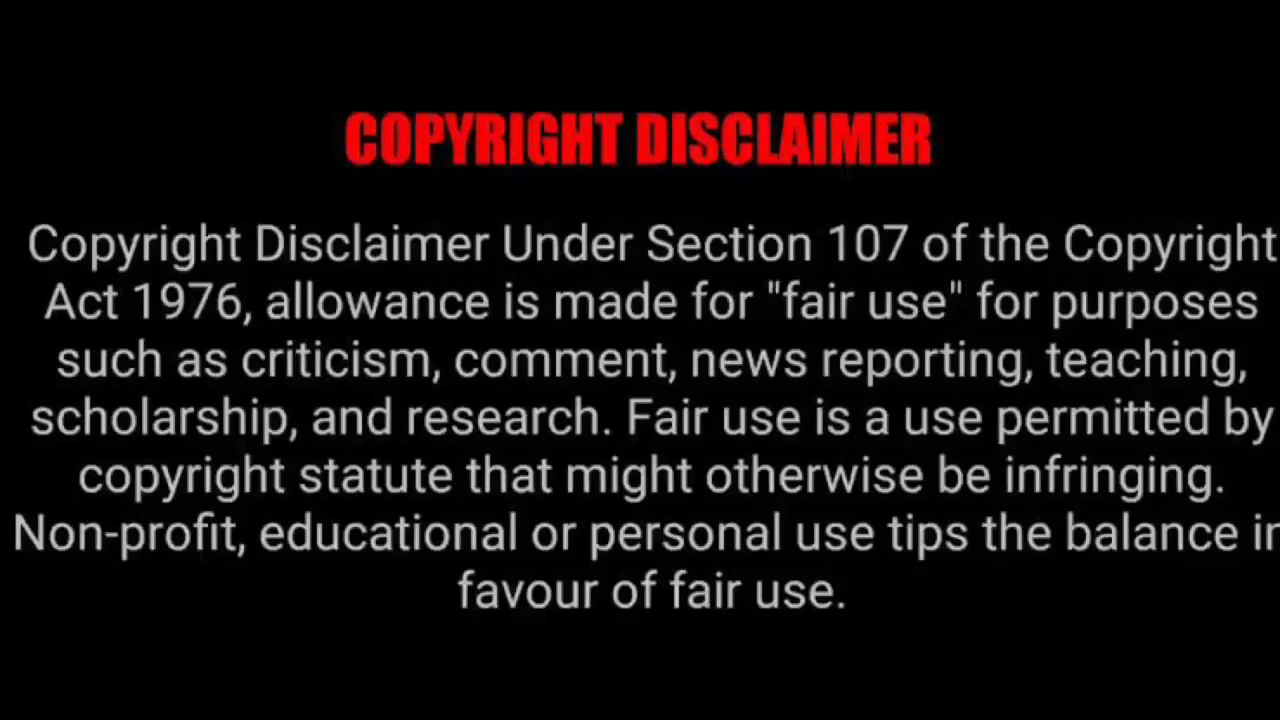 COPYRIGHT DISCLAIMER
Copyright Disclaimer Under Section 107 of the Copyright
Act 1976, allowance is made for "fair use" for purposes
such as criticism, comment, news reporting, teaching,
scholarship, and research. Fair use is a use permitted by
copyright statute that might otherwise be infringing.
Non-profit, educational or personal use tips the balance in
favour of fair use.